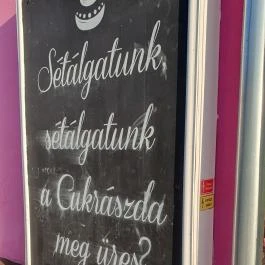 Sétálgatunk,
sétálgatunk
a Cukrászda
meg üres?